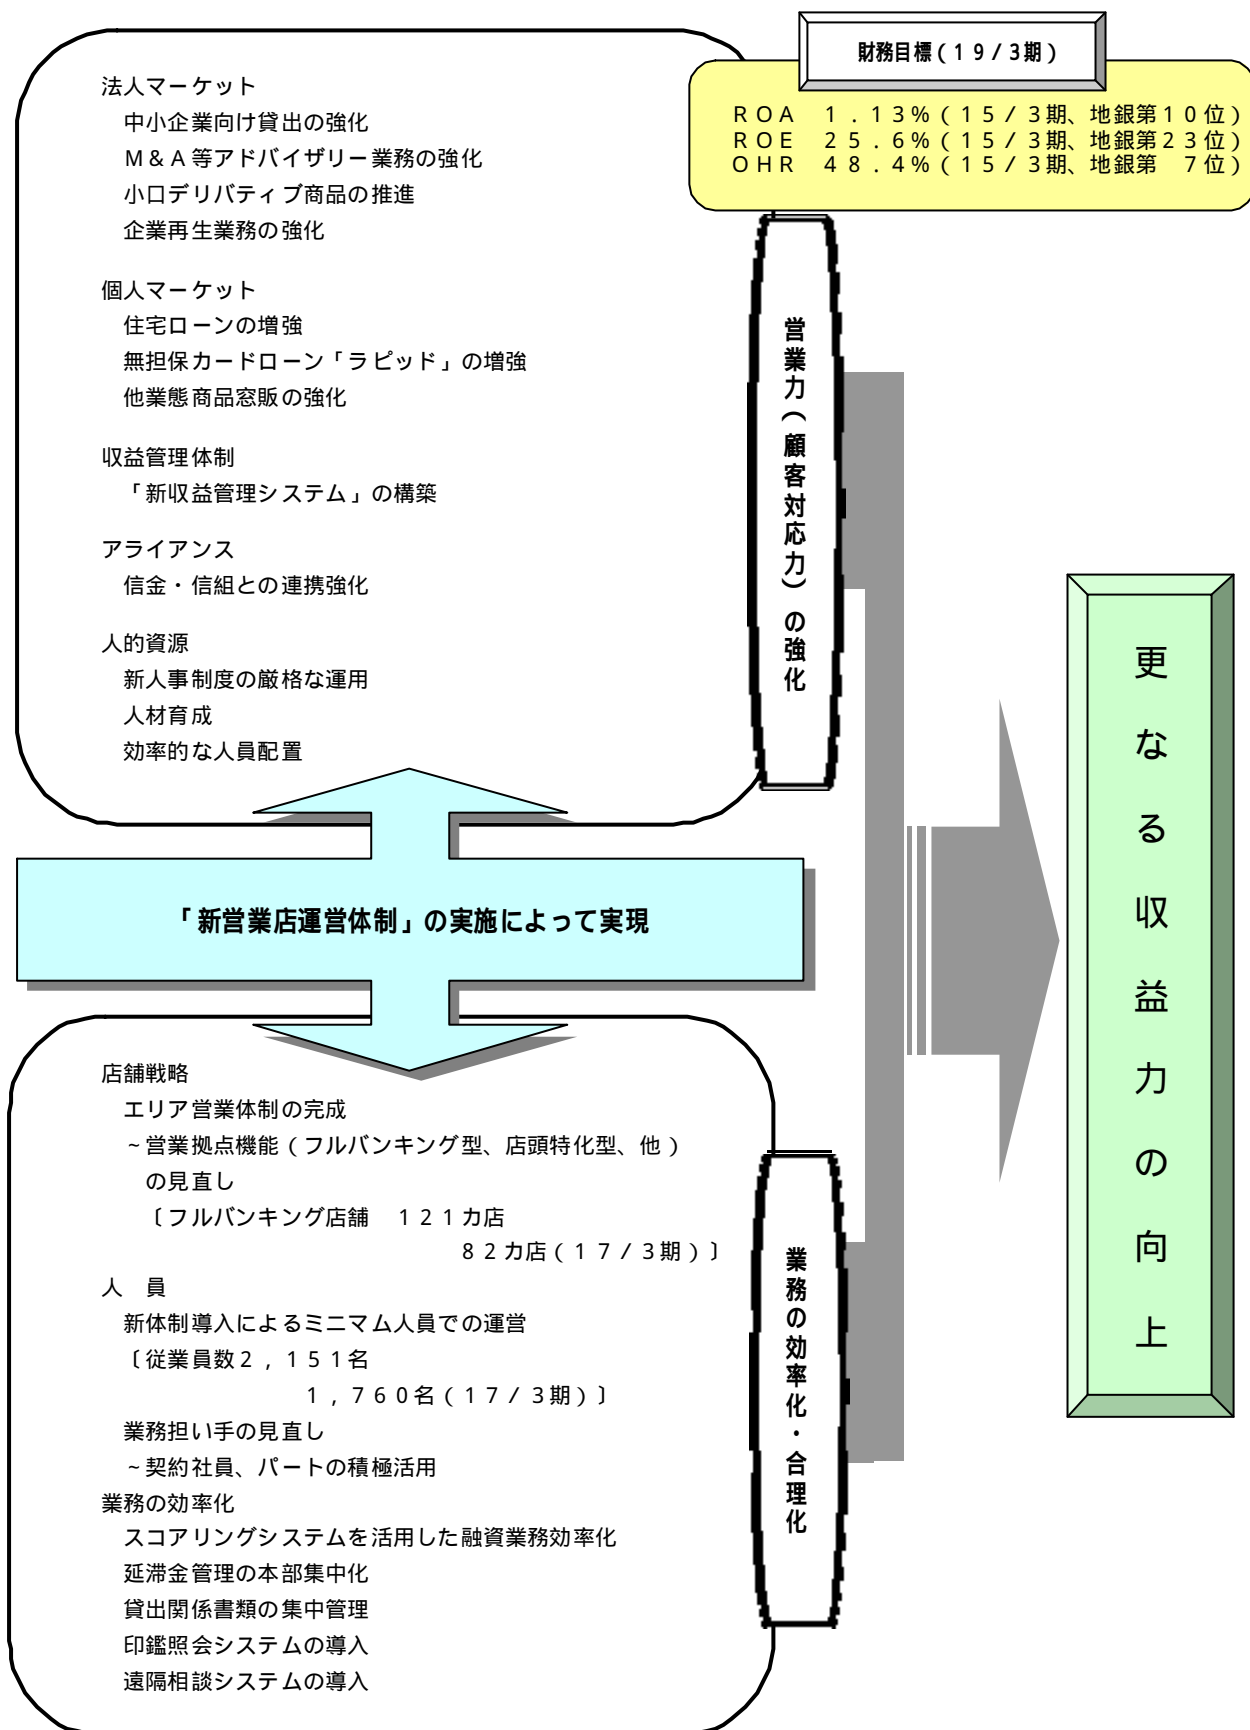 財務目標(19/3期)
ROA 1.13%(15/3期、地銀第10位)
ROE 25.6%(15/3期、地銀第23位)
OHR 48.4%(15/3期、地銀第 7位)
法人マーケット
中小企業向け貸出の強化
M&A等アドバイザリー業務の強化
小口デリバティブ商品の推進
企業再生業務の強化
個人マーケット
住宅ローンの増強
無担保カードローン「ラピッド」の増強
他業態商品窓販の強化
収益管理体制
「新収益管理システム」の構築
アライアンス
信金・信組との連携強化
人的資源
新人事制度の厳格な運用
人材育成
効率的な人員配置
営業力(顧客対応力)の強化
「新営業店運営体制」の実施によって実現
店舗戦略
エリア営業体制の完成
~営業拠点機能(フルバンキング型、店頭特化型、他)
の見直し
〔フルバンキング店舗 121カ店
82カ店(17/3期)〕
人 員
新体制導入によるミニマム人員での運営
〔従業員数2,151名
1,760名(17/3期)〕
業務担い手の見直し
~契約社員、パートの積極活用
業務の効率化
スコアリングシステムを活用した融資業務効率化
延滞金管理の本部集中化
貸出関係書類の集中管理
印鑑照会システムの導入
遠隔相談システムの導入
業務の効率化・合理化
更なる収益力の向上